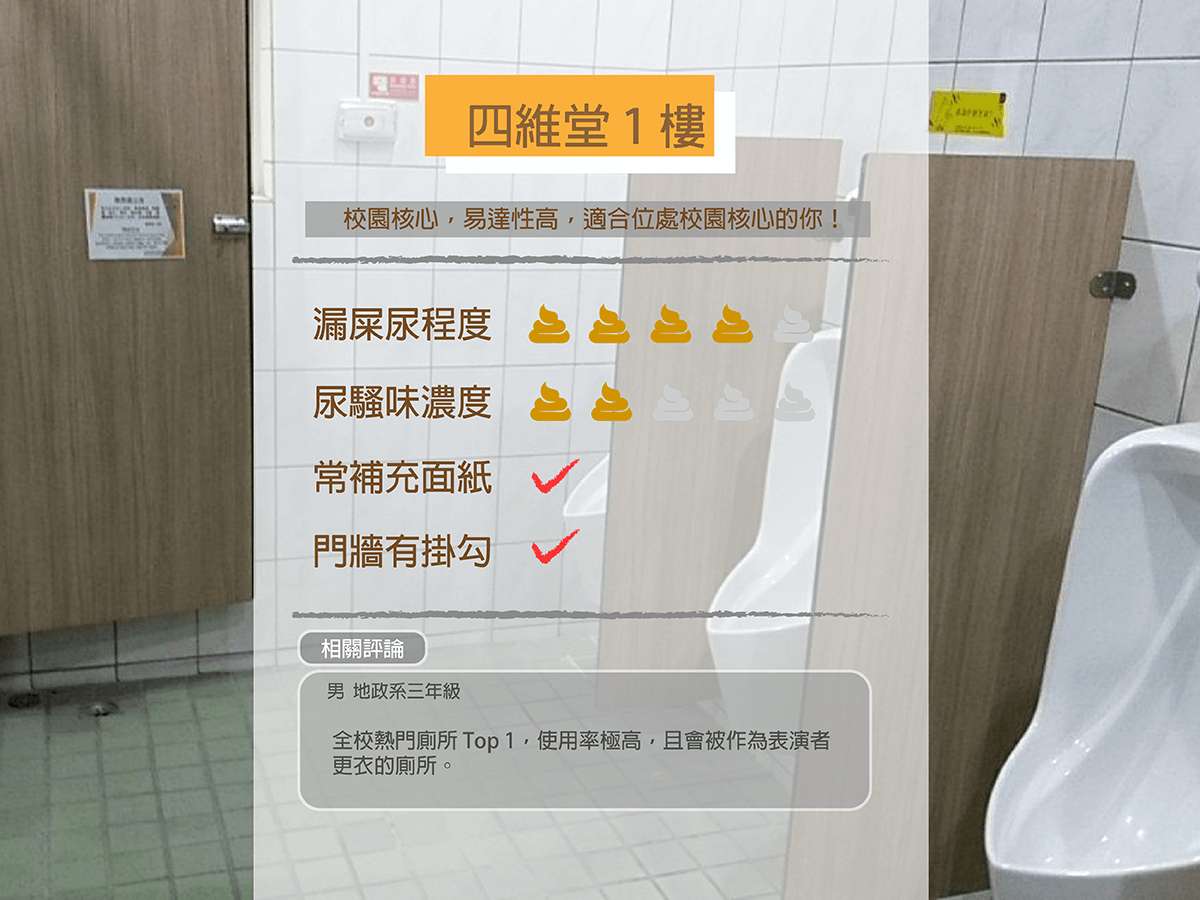 四維堂 1 樓
校園核心，易達性高，適合位處校園核心的你！
漏屎尿程度
尿騷味濃度
常補充面紙
門牆有掛勾
相關評論
男 地政系三年級
全校熱門廁所 Top 1，使用率極高，且會被作為表演者
更衣的廁所。